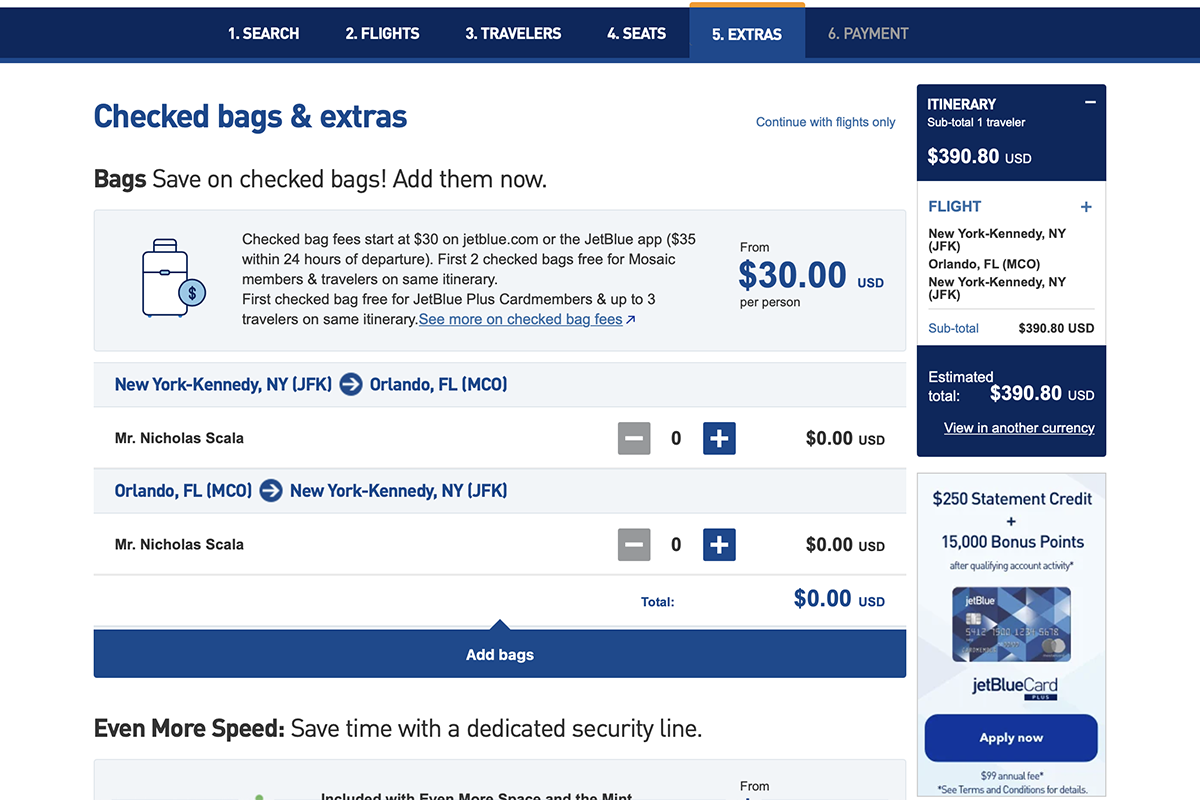 1. SEARCH 2. FLIGHTS 3. TRAVELERS 4. SEATS 5. EXTRAS 6. PAYMENT
Checked bags & extras
Continue with flights only
Bags Save on checked bags! Add them now.
Checked bag fees start at $30 on jetblue.com or the JetBlue app ($35
within 24 hours of departure). First 2 checked bags free for Mosaic
members & travelers on same itinerary.
First checked bag free for JetBlue Plus Cardmembers & up to 3
travelers on same itinerary.See more on checked bag fees
$
From
$30.00 USD
per person
New York-Kennedy, NY (JFK) Orlando, FL (MCO)
Mr. Nicholas Scala 0 $0.00 USD
Orlando, FL (MCO) New York-Kennedy, NY (JFK)
Mr. Nicholas Scala 0 $0.00 USD
Total: $0.00 USD
Add bags
Even More Speed: Save time with a dedicated security line.
Included with Even More Space and the Mint
From
ITINERARY
Sub-total 1 traveler
$390.80 USD
FLIGHT +
New York-Kennedy, NY
(JFK)
Orlando, FL (MCO)
New York-Kennedy, NY
(JFK)
Sub-total $390.80 USD
Estimated
total: $390.80 USD
View in another currency
$250 Statement Credit
+
15,000 Bonus Points
after qualifying account activity*
jetBlue
5412 7500 1234 5678
jetBlueCard
PLUS
Apply now
$99 annual fee*
*See Terms and Conditions for details.